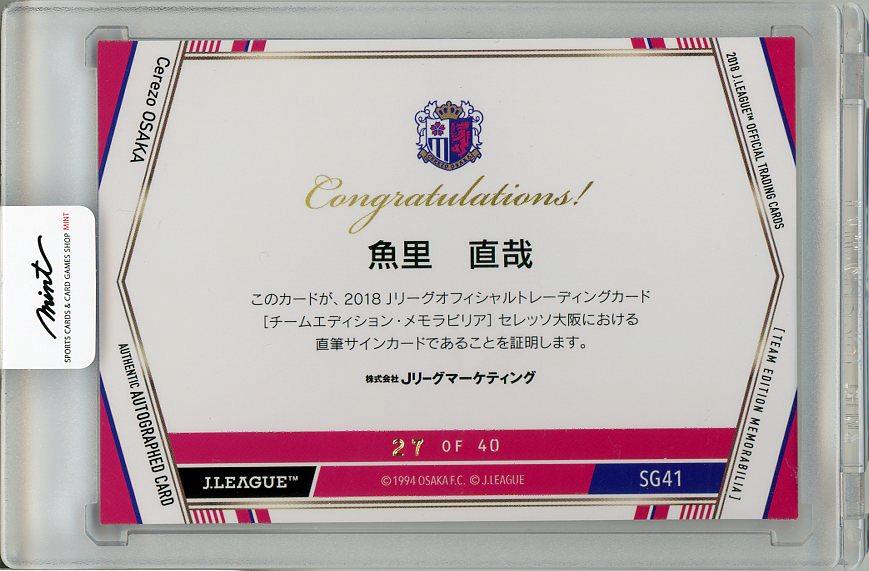 Cerezo OSAKA
2018 J.LEAGUE™ OFFICIAL TRADING CARDS
Congratulations!
魚里 直哉
このカードが、2018 Jリーグオフィシャルトレーディングカード
[チームエディション・メモラビリア] セレッソ大阪における
直筆サインカードであることを証明します。
株式会社 Jリーグマーケティング
mint
SPORTS CARDS & CARD GAMES SHOP MINT
AUTHENTIC AUTOGRAPHED CARD
[TEAM EDITION MEMORABILIA]
27 OF 40
J.LEAGUE™
© 1994 OSAKA F.C. © J.LEAGUE
SG41